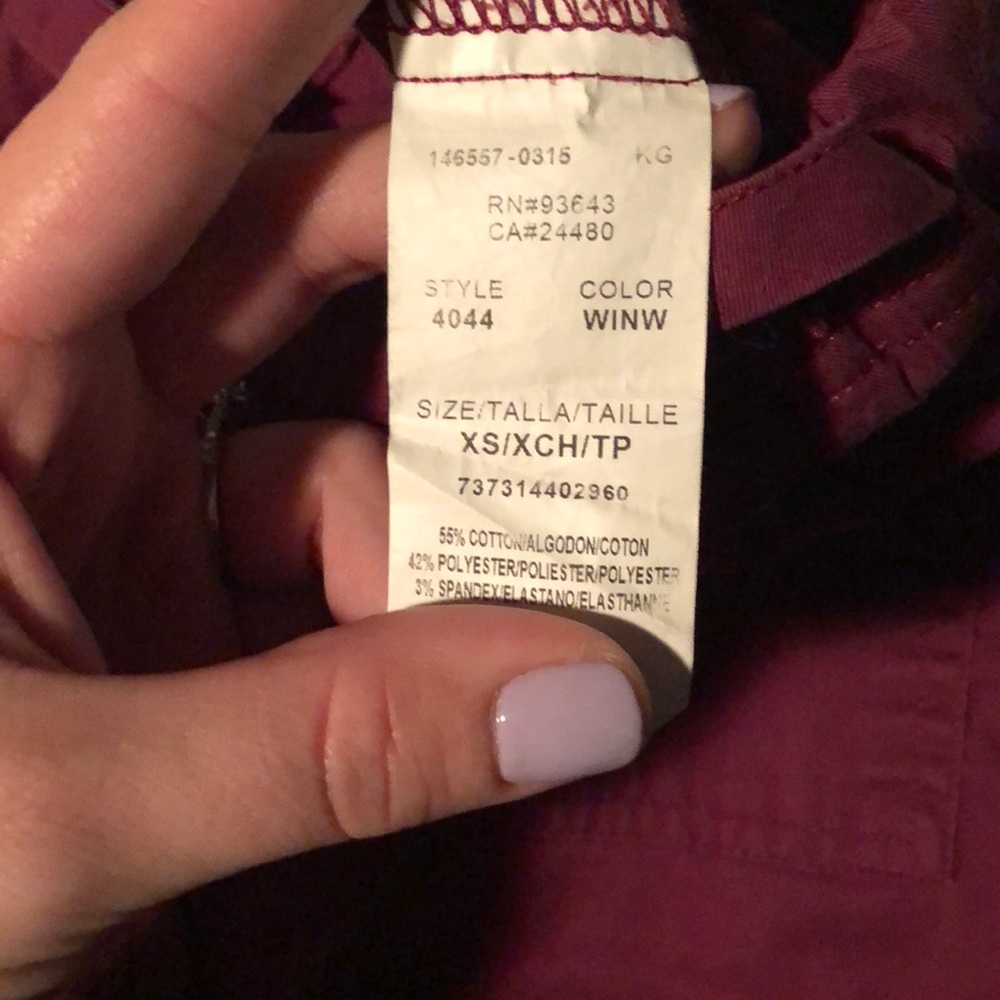 146557-0315 KG
RN#93643
CA#24480
STYLE COLOR
4044 WINW
SIZE/TALLA/TAILLE
XS/XCH/TP
737314402960
55% COTTON/ALGODON/COTON
42% POLYESTER/POLIESTER/POLYESTER
3% SPANDEX/ELASTANO/ELASTHANNE